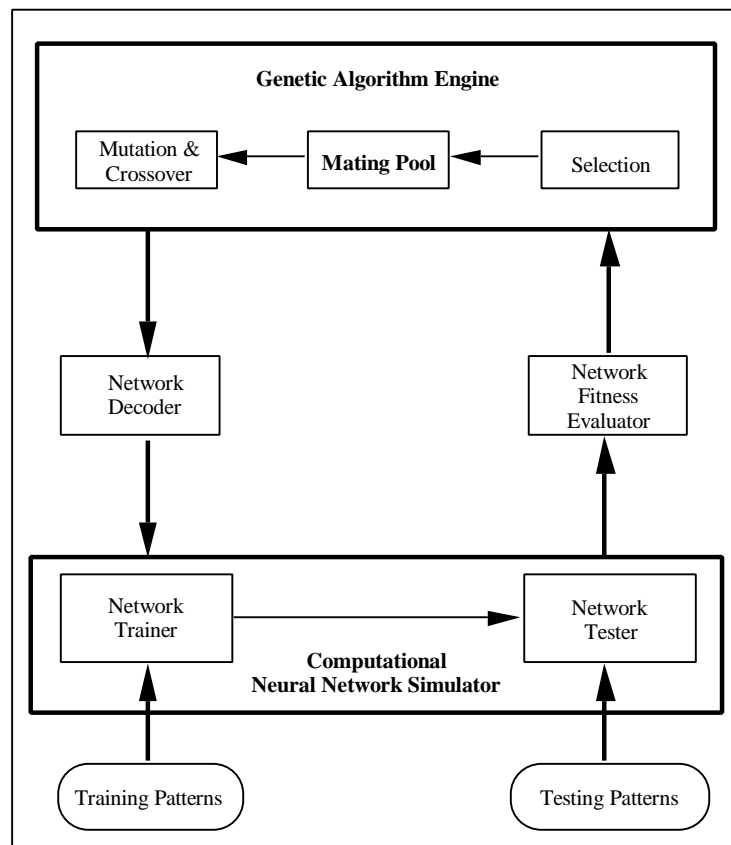 Genetic Algorithm Engine
Mutation &
Crossover
Mating Pool
Selection
Network
Decoder
Network
Fitness
Evaluator
Network
Trainer
Network
Tester
Computational
Neural Network Simulator
Training Patterns
Testing Patterns